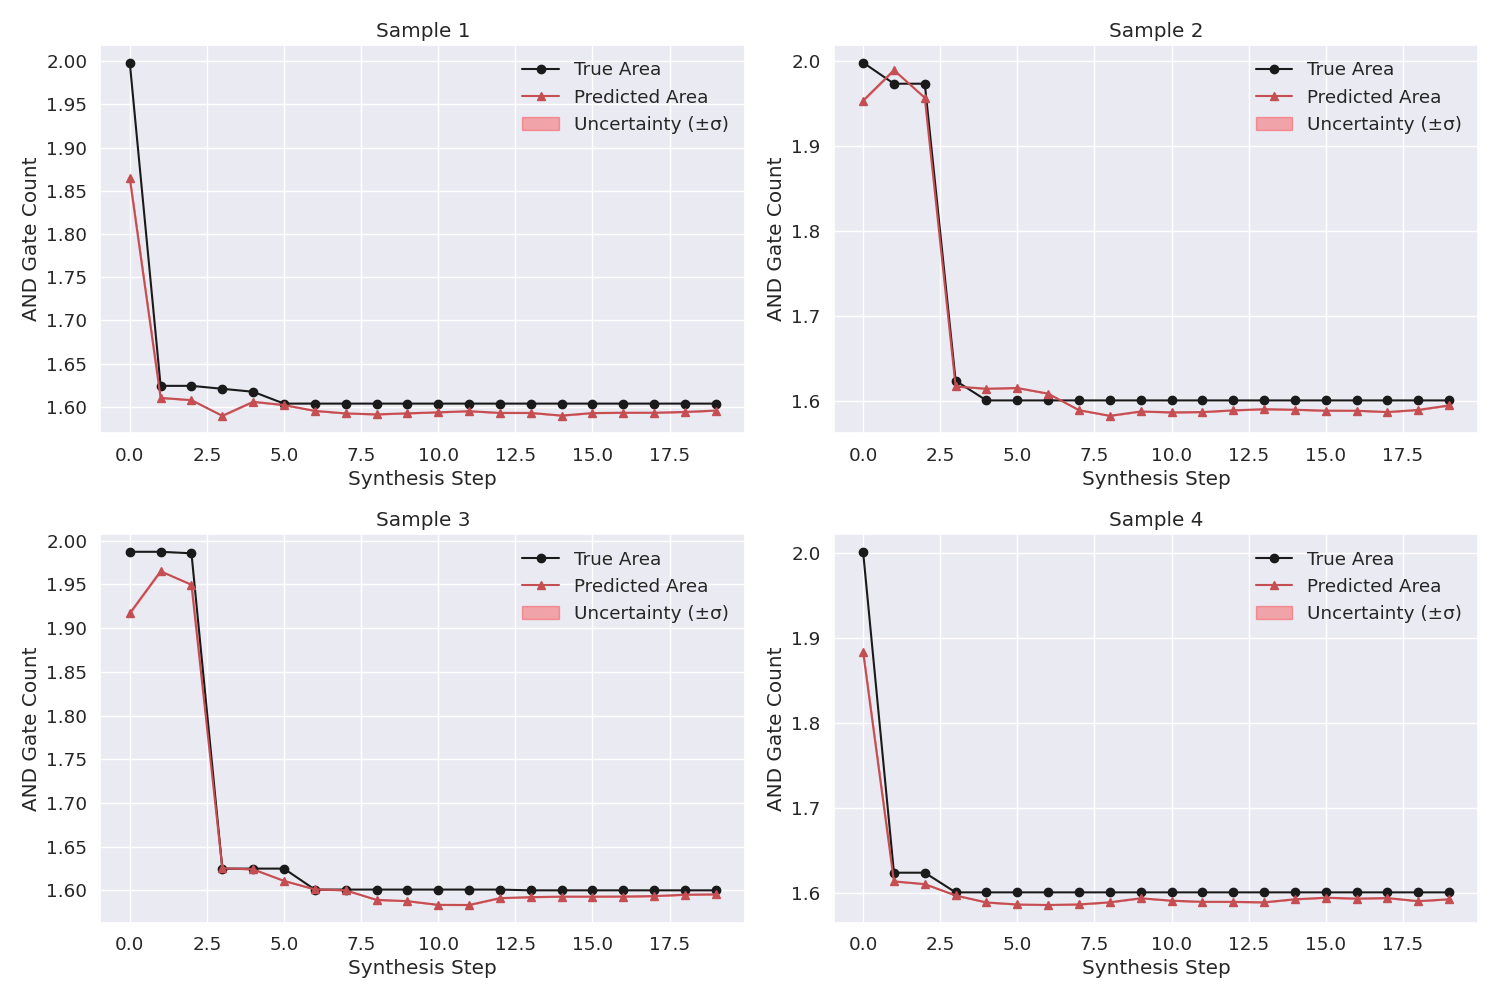 Sample 1
AND Gate Count
2.00
1.95
1.90
1.85
1.80
1.75
1.70
1.65
1.60
True Area
Predicted Area
Uncertainty (±σ)
0.0 2.5 5.0 7.5 10.0 12.5 15.0 17.5
Synthesis Step
Sample 2
AND Gate Count
2.0
1.9
1.8
1.7
1.6
True Area
Predicted Area
Uncertainty (±σ)
0.0 2.5 5.0 7.5 10.0 12.5 15.0 17.5
Synthesis Step
Sample 3
AND Gate Count
2.00
1.95
1.90
1.85
1.80
1.75
1.70
1.65
1.60
True Area
Predicted Area
Uncertainty (±σ)
0.0 2.5 5.0 7.5 10.0 12.5 15.0 17.5
Synthesis Step
Sample 4
AND Gate Count
2.0
1.9
1.8
1.7
1.6
True Area
Predicted Area
Uncertainty (±σ)
0.0 2.5 5.0 7.5 10.0 12.5 15.0 17.5
Synthesis Step